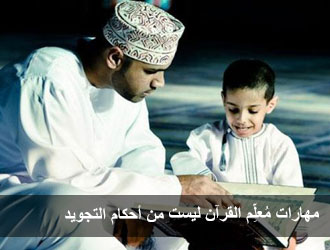 مهارات مُعلّم القرآن ليست من أحكام التجويد